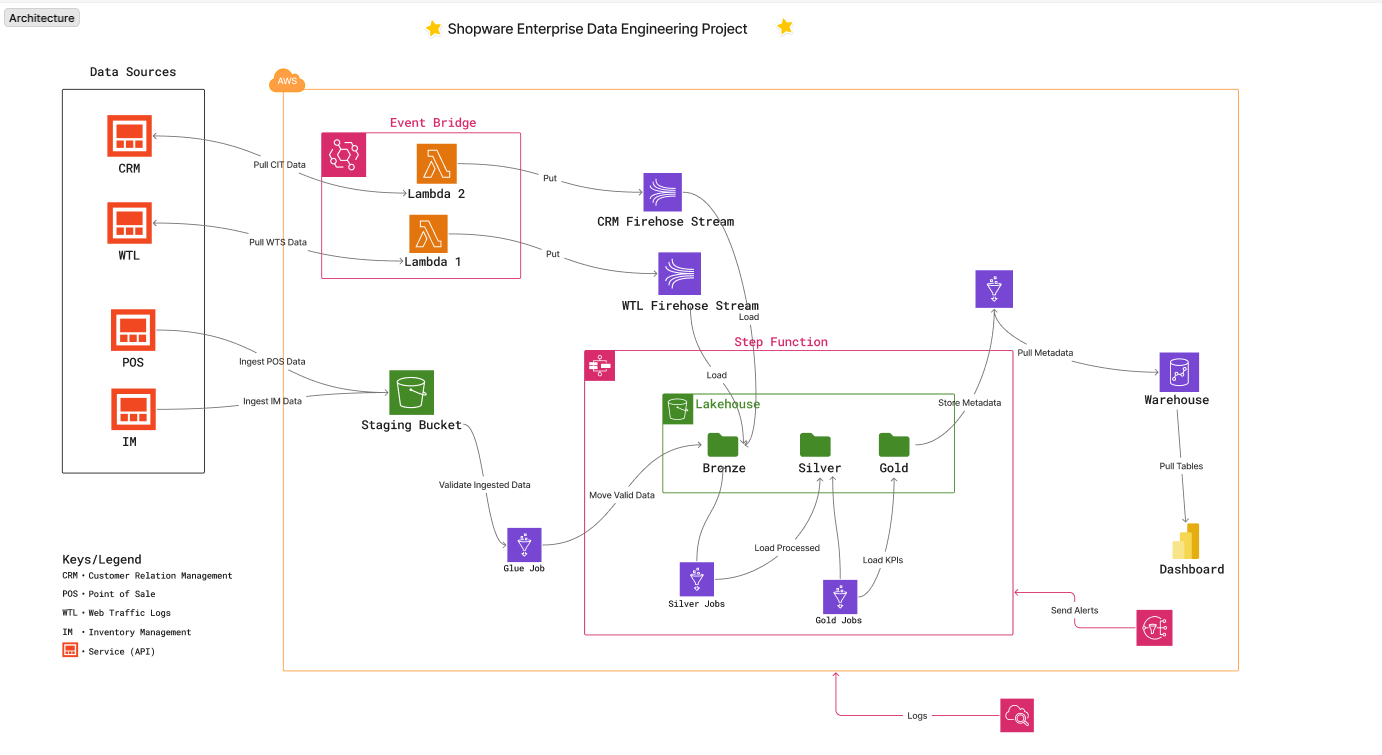 Architecture
Shopware Enterprise Data Engineering Project
Data Sources
AWS
CRM
WTL
POS
IM
Pull CIT Data
Pull WTS Data
Ingest POS Data
Ingest IM Data
Event Bridge
Lambda 2
Lambda 1
Put
Put
CRM Firehose Stream
WTL Firehose Stream
Load
Load
Staging Bucket
Validate Ingested Data
Glue Job
Move Valid Data
Step Function
Lakehouse
Bronze
Silver
Gold
Load Processed
Load KPIs
Silver Jobs
Gold Jobs
Store Metadata
Pull Metadata
Warehouse
Pull Tables
Dashboard
Send Alerts
Logs
Keys/Legend
CRM • Customer Relation Management
POS • Point of Sale
WTL • Web Traffic Logs
IM • Inventory Management
• Service (API)